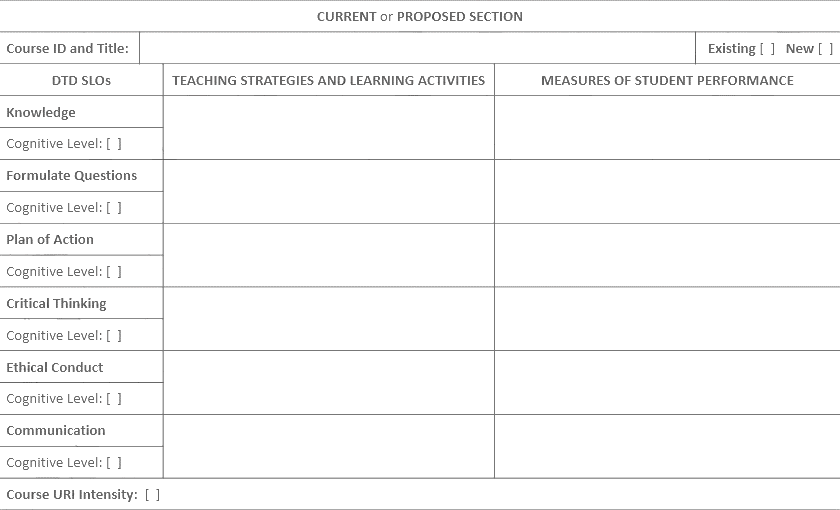 CURRENT or PROPOSED SECTION
Course ID and Title: Existing [ ] New [ ]
DTD SLOs TEACHING STRATEGIES AND LEARNING ACTIVITIES MEASURES OF STUDENT PERFORMANCE
Knowledge
Cognitive Level: [ ]
Formulate Questions
Cognitive Level: [ ]
Plan of Action
Cognitive Level: [ ]
Critical Thinking
Cognitive Level: [ ]
Ethical Conduct
Cognitive Level: [ ]
Communication
Cognitive Level: [ ]
Course URI Intensity: [ ]